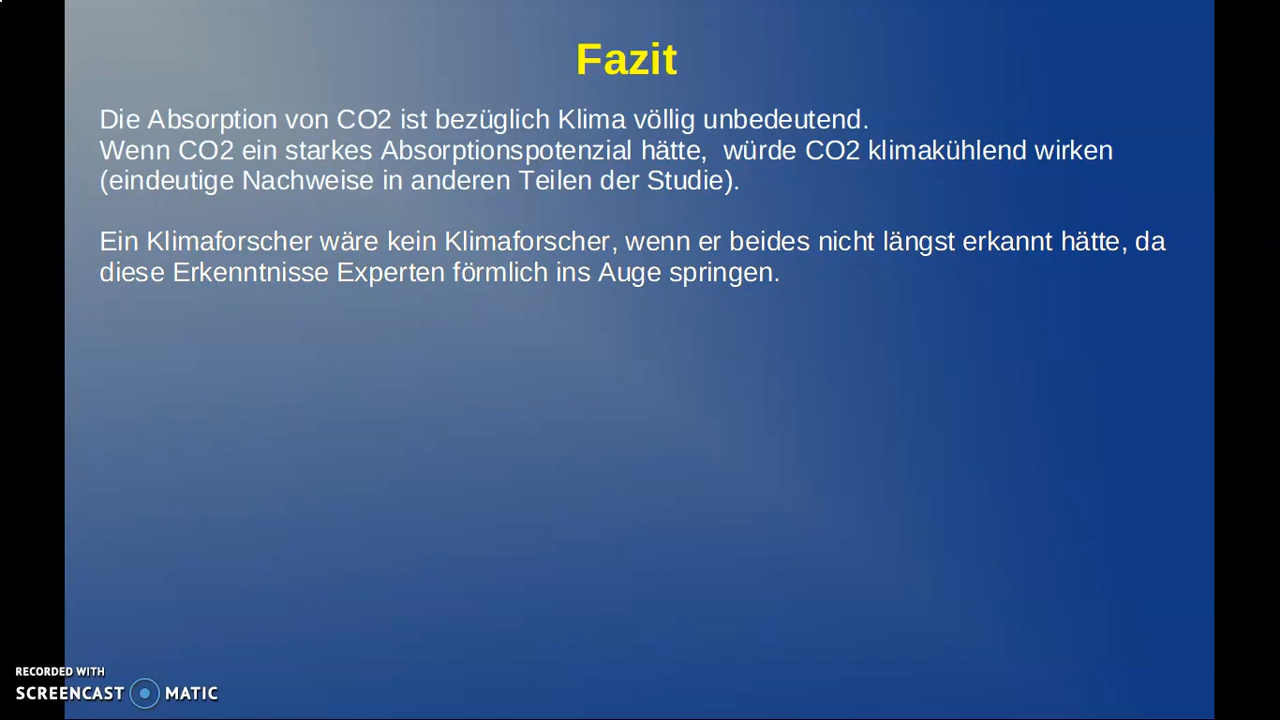 Fazit
Die Absorption von CO2 ist bezüglich Klima völlig unbedeutend.
Wenn CO2 ein starkes Absorptionspotenzial hätte,  würde CO2 klimakühlend wirken
(eindeutige Nachweise in anderen Teilen der Studie).
Ein Klimaforscher wäre kein Klimaforscher, wenn er beides nicht längst erkannt hätte, da
diese Erkenntnisse Experten förmlich ins Auge springen.
RECORDED WITH
SCREENCAST MATIC